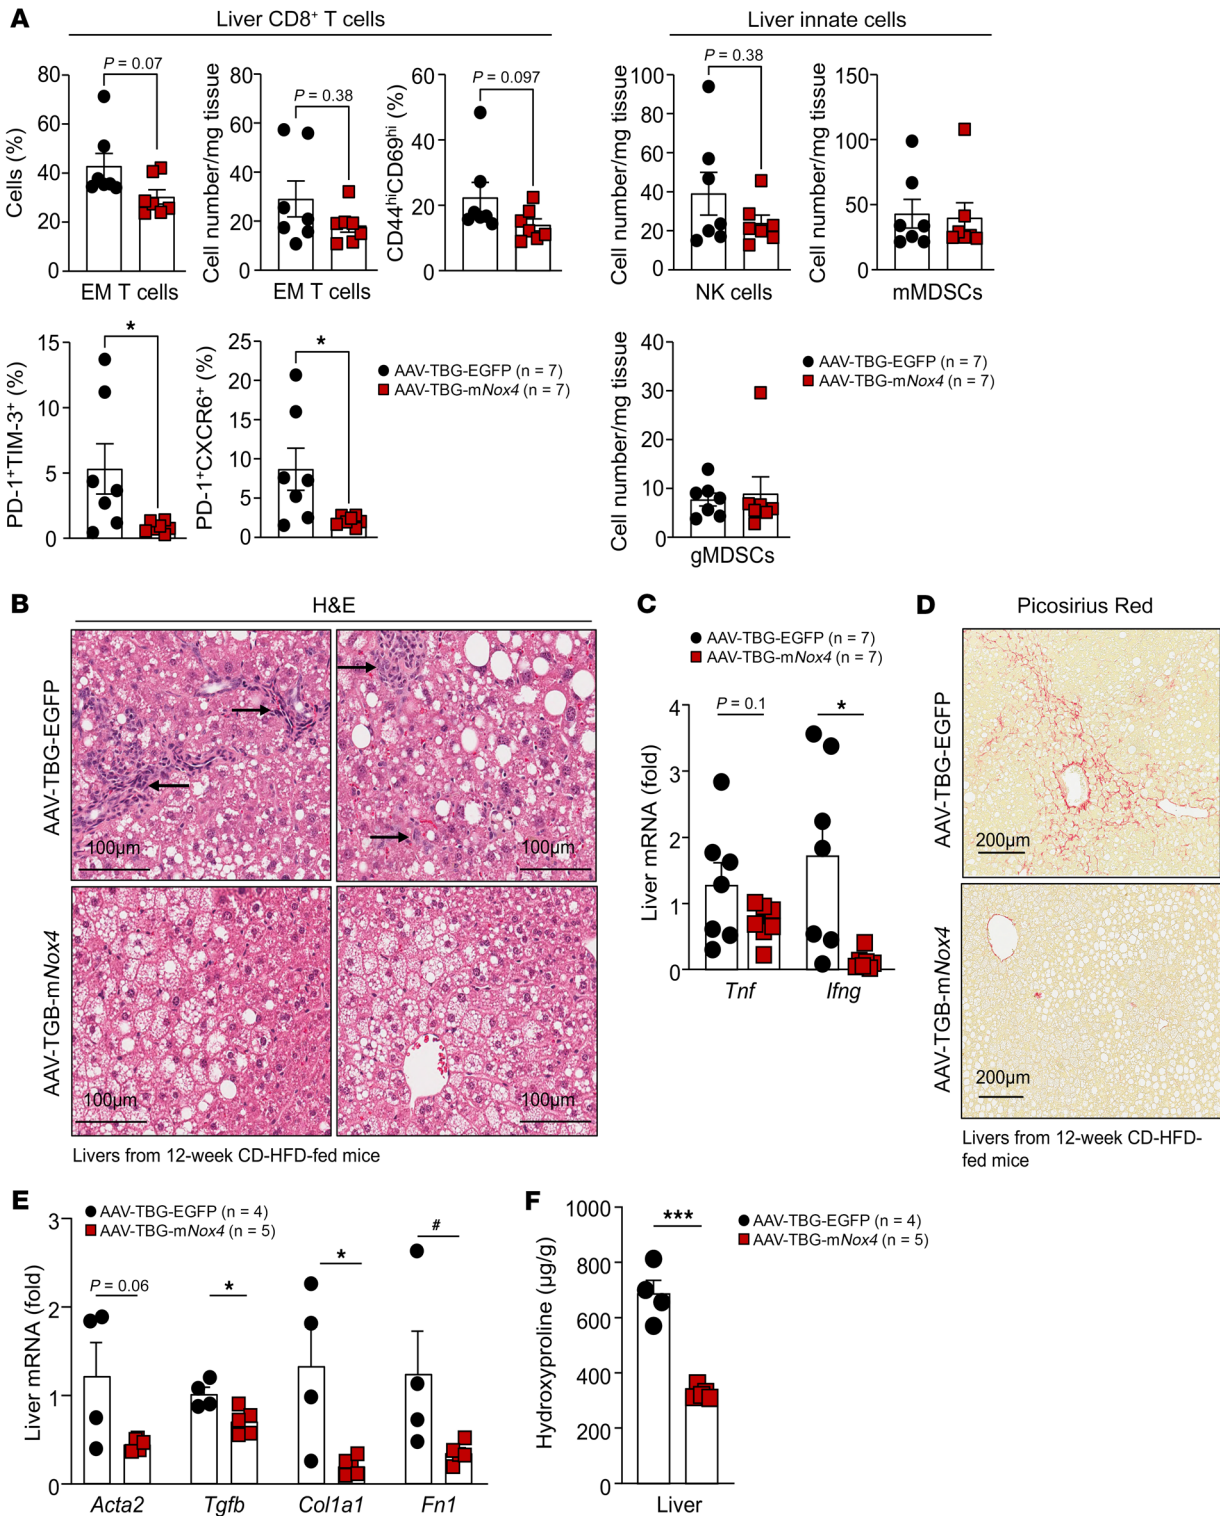 A
Liver CD8⁺ T cells
Liver innate cells
Cells (%)
80
60
40
20
0
P = 0.07
EM T cells
Cell number/mg tissue
80
60
40
20
0
P = 0.38
EM T cells
CD44ʰⁱCD69ʰⁱ (%)
60
40
20
0
P = 0.097
Cell number/mg tissue
100
80
60
40
20
0
P = 0.38
NK cells
Cell number/mg tissue
150
100
50
0
mMDSCs
PD-1⁺TIM-3⁺ (%)
15
10
5
0
*
PD-1⁺CXCR6⁺ (%)
25
20
15
10
5
0
*
AAV-TBG-EGFP (n = 7)
AAV-TBG-mNox4 (n = 7)
Cell number/mg tissue
40
30
20
10
0
gMDSCs
AAV-TBG-EGFP (n = 7)
AAV-TBG-mNox4 (n = 7)
B
H&E
AAV-TBG-EGFP
100µm
100µm
AAV-TGB-mNox4
100µm
100µm
Livers from 12-week CD-HFD-fed mice
C
AAV-TBG-EGFP (n = 7)
AAV-TBG-mNox4 (n = 7)
Liver mRNA (fold)
4
3
2
1
0
P = 0.1
*
Tnf
Ifng
D
Picosirius Red
AAV-TBG-EGFP
200µm
AAV-TGB-mNox4
200µm
Livers from 12-week CD-HFD-
fed mice
E
AAV-TBG-EGFP (n = 4)
AAV-TBG-mNox4 (n = 5)
Liver mRNA (fold)
3
2
1
0
P = 0.06
*
*
#
Acta2
Tgfb
Col1a1
Fn1
F
Hydroxyproline (µg/g)
1000
800
600
400
200
0
***
AAV-TBG-EGFP (n = 4)
AAV-TBG-mNox4 (n = 5)
Liver